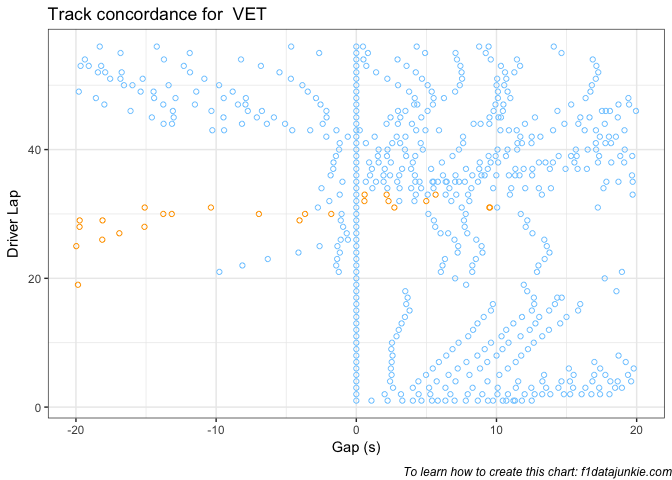 Track concordance for  VET
Driver Lap
40
20
0
-20
-10
0
10
20
Gap (s)
To learn how to create this chart: f1datajunkie.com